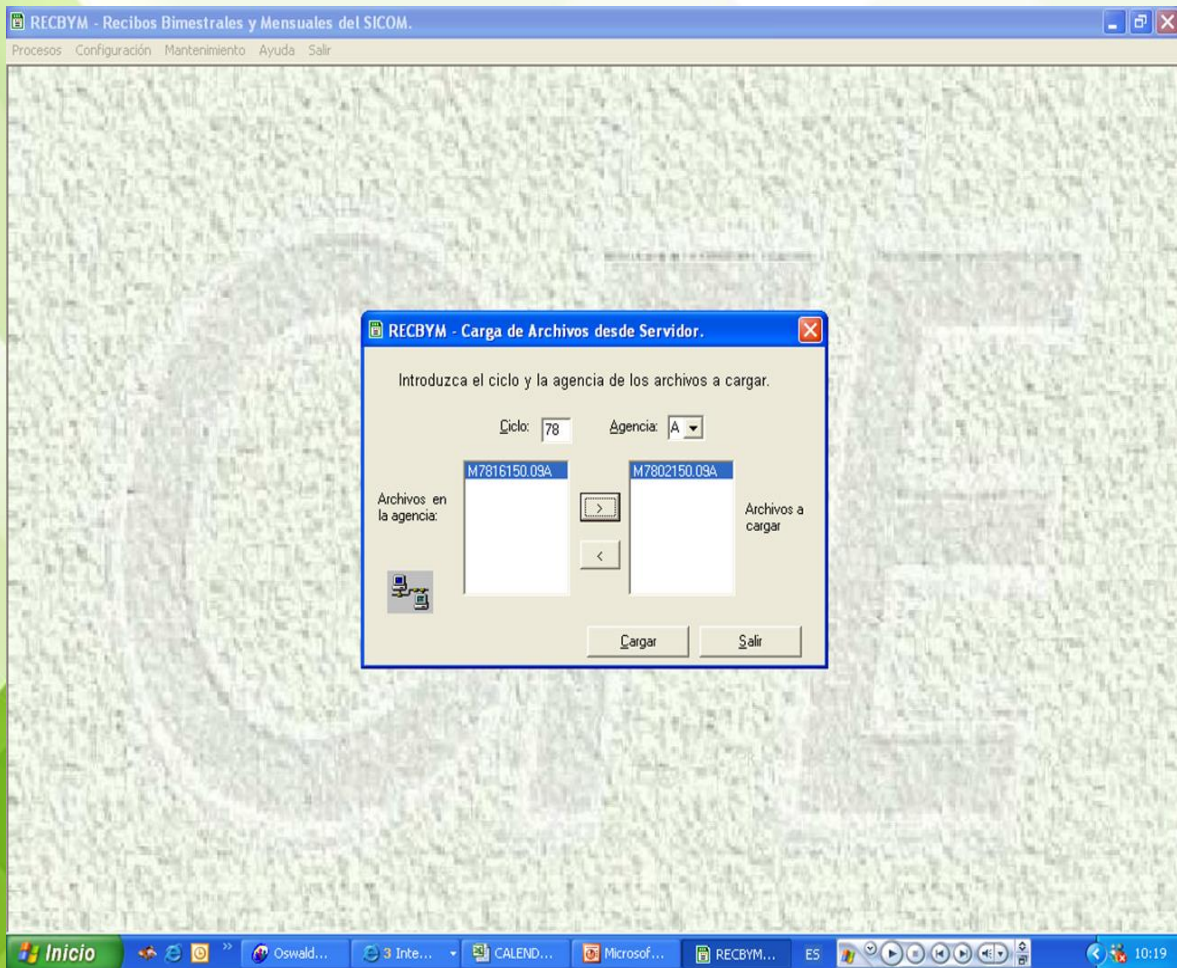 RECBYM - Recibos Bimestrales y Mensuales del SICOM.
Procesos Configuración Mantenimiento Ayuda Salir
CFE
RECBYM - Carga de Archivos desde Servidor.
Introduzca el ciclo y la agencia de los archivos a cargar.
Ciclo: 78 Agencia: A
M7816150.09A M7802150.09A
Archivos en
la agencia:
>
Archivos a
cargar
<
Cargar Salir
Inicio » Oswald... 3 Inte... CALEND... Microsof... RECBYM... ES 10:19